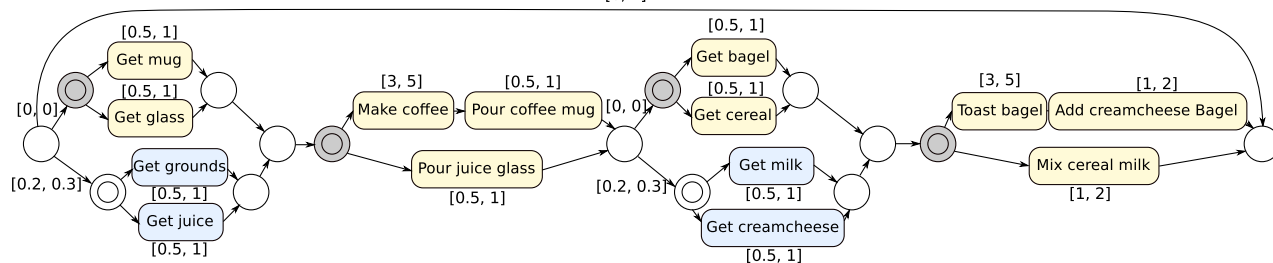 [0.5, 1]
Get mug
[0.5, 1]
[0, 0]
Get glass
Get grounds
[0.2, 0.3]
[0.5, 1]
Get juice
[0.5, 1]
[3, 5]
[0.5, 1]
Make coffee
Pour coffee mug
Pour juice glass
[0.5, 1]
[0.5, 1]
Get bagel
[0.5, 1]
[0, 0]
Get cereal
Get milk
[0.2, 0.3]
[0.5, 1]
Get creamcheese
[0.5, 1]
[3, 5]
[1, 2]
Toast bagel
Add creamcheese Bagel
Mix cereal milk
[1, 2]